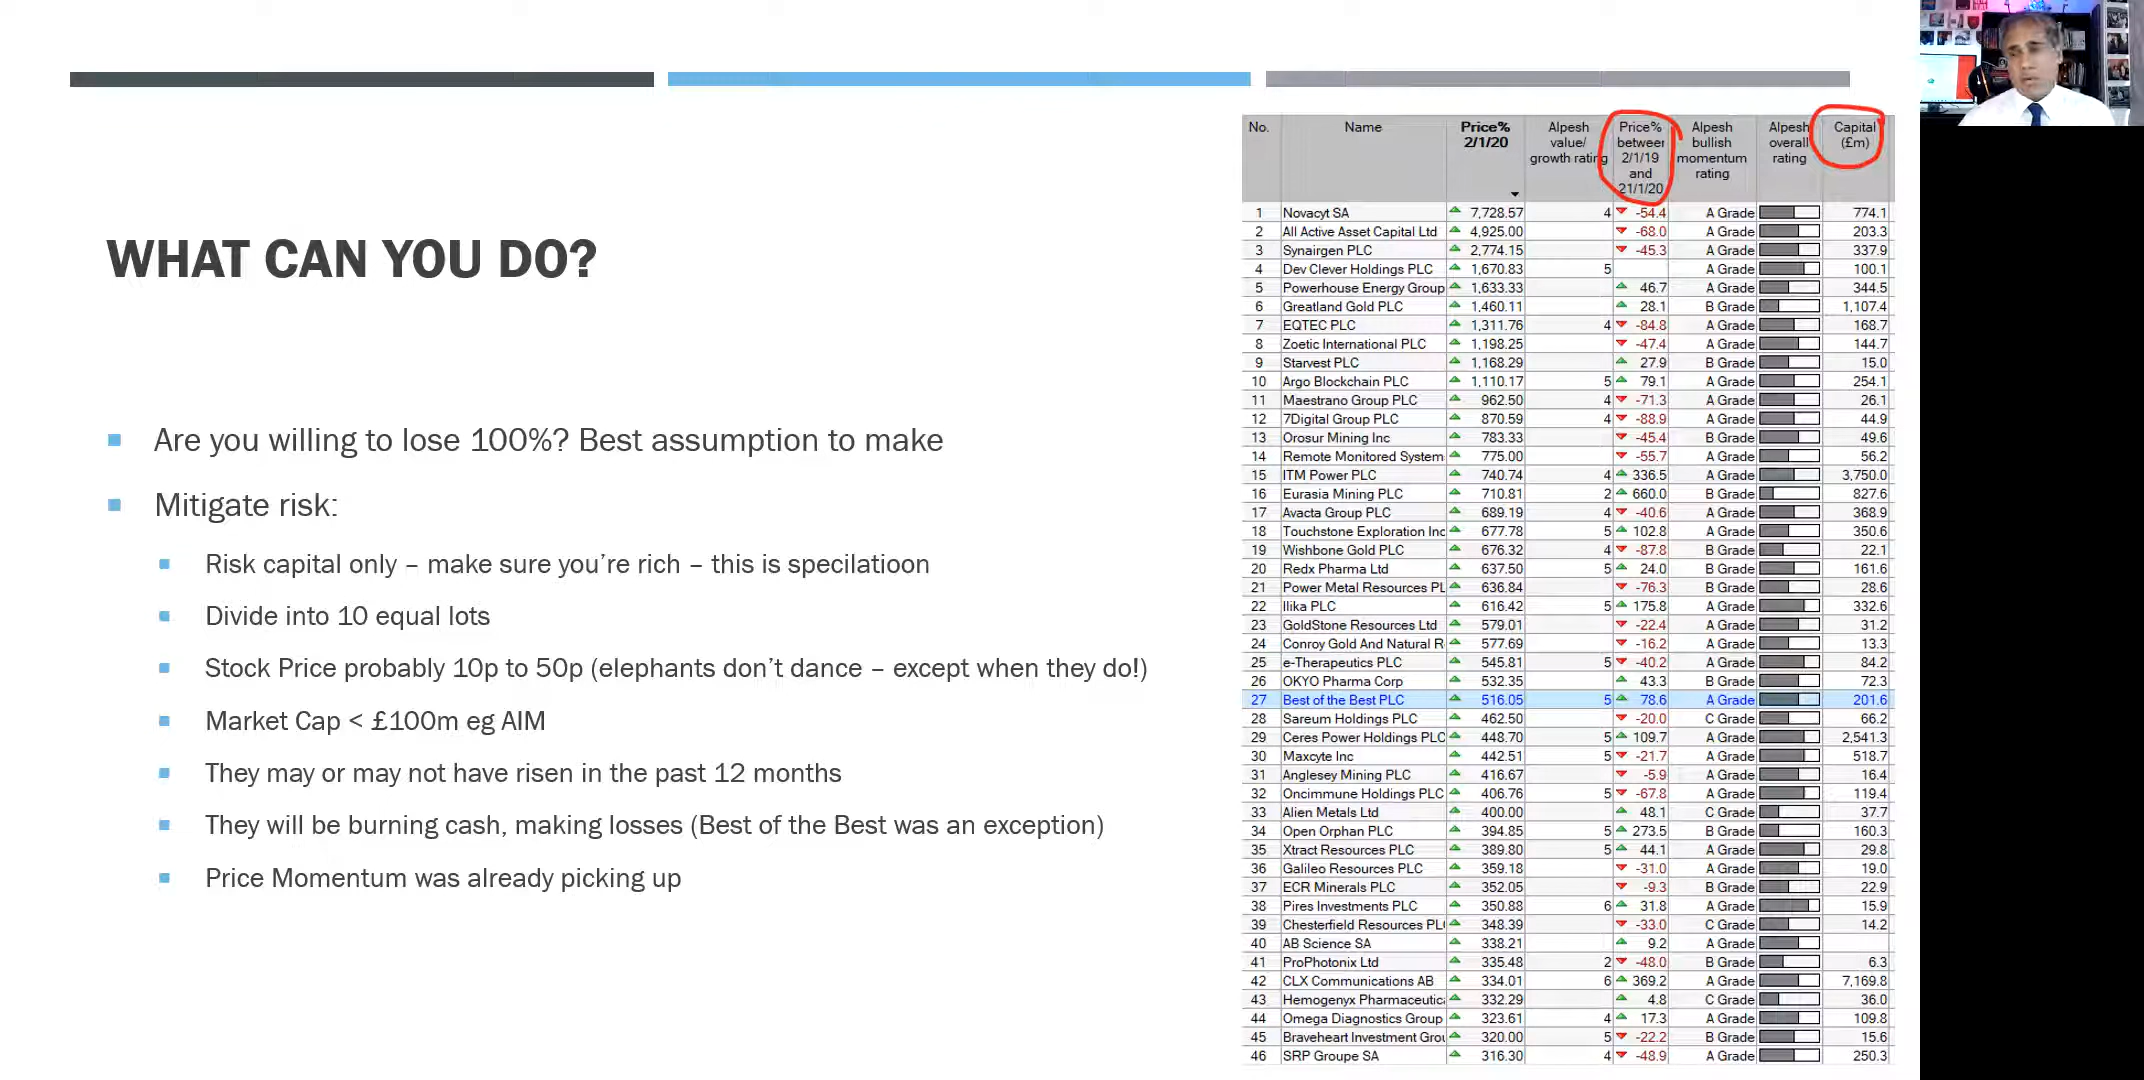 WHAT CAN YOU DO?
Are you willing to lose 100%? Best assumption to make
Mitigate risk:
Risk capital only – make sure you're rich – this is specilatioon
Divide into 10 equal lots
Stock Price probably 10p to 50p (elephants don't dance – except when they do!)
Market Cap < £100m eg AIM
They may or may not have risen in the past 12 months
They will be burning cash, making losses (Best of the Best was an exception)
Price Momentum was already picking up
No. Name Price% 2/1/20 Alpesh value/ growth rating Price% between 2/1/19 and 21/1/20 Alpesh bullish momentum rating Alpesh overall rating Capital (£m)
1 Novacyt SA 7,728.57 4 -54.4 A Grade 774.1
2 All Active Asset Capital Ltd 4,925.00 -68.0 A Grade 203.3
3 Synairgen PLC 2,774.15 -45.3 A Grade 337.9
4 Dev Clever Holdings PLC 1,670.83 5 A Grade 100.1
5 Powerhouse Energy Group 1,633.33 46.7 A Grade 344.5
6 Greatland Gold PLC 1,460.11 28.1 B Grade 1,107.4
7 EQTEC PLC 1,311.76 4 -84.8 A Grade 168.7
8 Zoetic International PLC 1,198.25 -47.4 A Grade 144.7
9 Starvest PLC 1,168.29 27.9 B Grade 15.0
10 Argo Blockchain PLC 1,110.17 5 79.1 A Grade 254.1
11 Maestrano Group PLC 962.50 4 -71.3 A Grade 26.1
12 7Digital Group PLC 870.59 4 -88.9 A Grade 44.9
13 Orosur Mining Inc 783.33 -45.4 B Grade 49.6
14 Remote Monitored System 775.00 -55.7 A Grade 56.2
15 ITM Power PLC 740.74 4 336.5 A Grade 3,750.0
16 Eurasia Mining PLC 710.81 2 660.0 B Grade 827.6
17 Avacta Group PLC 689.19 4 -40.6 A Grade 368.9
18 Touchstone Exploration Inc 677.78 5 102.8 A Grade 350.6
19 Wishbone Gold PLC 676.32 4 -87.8 B Grade 22.1
20 Redx Pharma Ltd 637.50 5 24.0 B Grade 161.6
21 Power Metal Resources PL 636.84 -76.3 B Grade 28.6
22 Ilika PLC 616.42 5 175.8 A Grade 332.6
23 GoldStone Resources Ltd 579.01 -22.4 A Grade 31.2
24 Conroy Gold And Natural R 577.69 -16.2 A Grade 13.3
25 e-Therapeutics PLC 545.81 5 -40.2 A Grade 84.2
26 OKYO Pharma Corp 532.35 43.3 B Grade 72.3
27 Best of the Best PLC 516.05 5 78.6 A Grade 201.6
28 Sareum Holdings PLC 462.50 -20.0 C Grade 66.2
29 Ceres Power Holdings PLC 448.70 5 109.7 A Grade 2,541.3
30 Maxcyte Inc 442.51 5 -21.7 A Grade 518.7
31 Anglesey Mining PLC 416.67 -5.9 A Grade 16.4
32 Oncimmune Holdings PLC 406.76 5 -67.8 A Grade 119.4
33 Alien Metals Ltd 400.00 48.1 C Grade 37.7
34 Open Orphan PLC 394.85 5 273.5 B Grade 160.3
35 Xtract Resources PLC 389.80 5 44.1 A Grade 29.8
36 Galileo Resources PLC 359.18 -31.0 A Grade 19.0
37 ECR Minerals PLC 352.05 -9.3 B Grade 22.9
38 Pires Investments PLC 350.88 6 31.8 A Grade 15.9
39 Chesterfield Resources PL 348.39 -33.0 C Grade 14.2
40 AB Science SA 338.21 9.2 A Grade
41 ProPhotonix Ltd 335.48 2 -48.0 B Grade 6.3
42 CLX Communications AB 334.01 6 369.2 A Grade 7,169.8
43 Hemogenyx Pharmaceutic 332.29 4.8 C Grade 36.0
44 Omega Diagnostics Group 323.61 4 17.3 A Grade 109.8
45 Braveheart Investment Gro 320.00 5 -22.2 B Grade 15.6
46 SRP Groupe SA 316.30 4 -48.9 A Grade 250.3